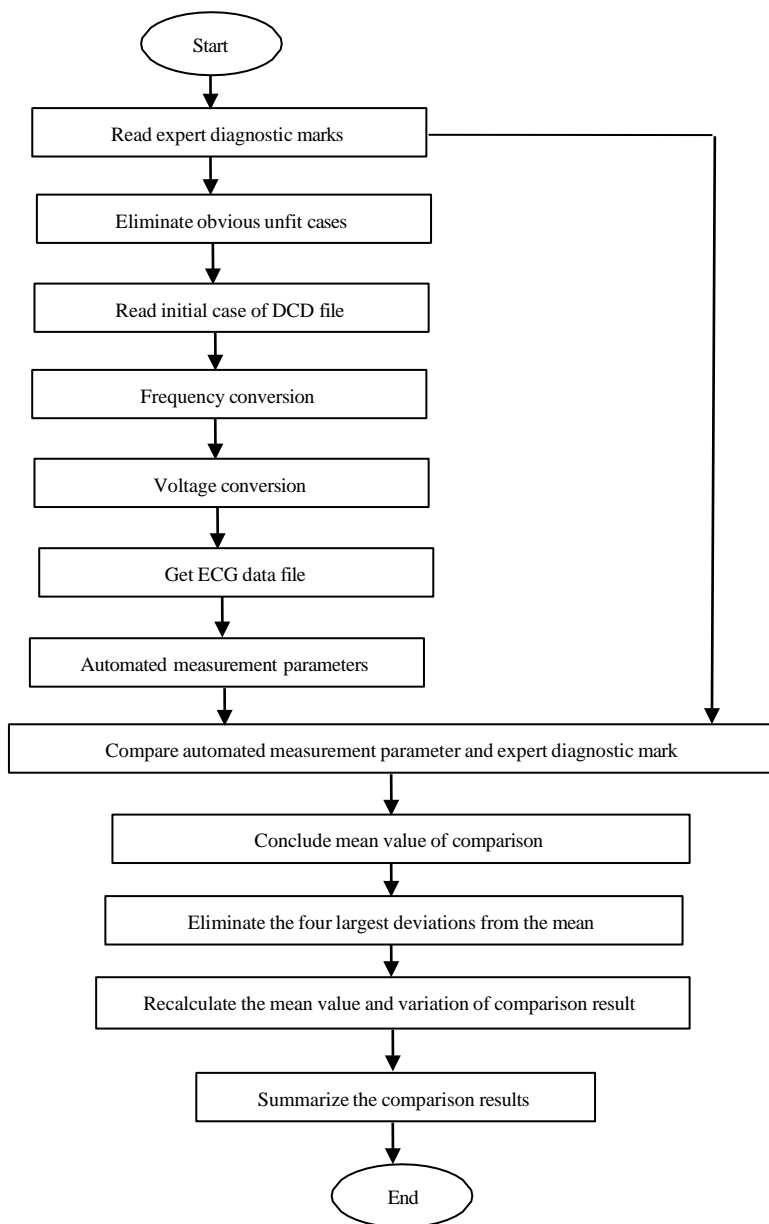 Start
Read expert diagnostic marks
Eliminate obvious unfit cases
Read initial case of DCD file
Frequency conversion
Voltage conversion
Get ECG data file
Automated measurement parameters
Compare automated measurement parameter and expert diagnostic mark
Conclude mean value of comparison
Eliminate the four largest deviations from the mean
Recalculate the mean value and variation of comparison result
Summarize the comparison results
End